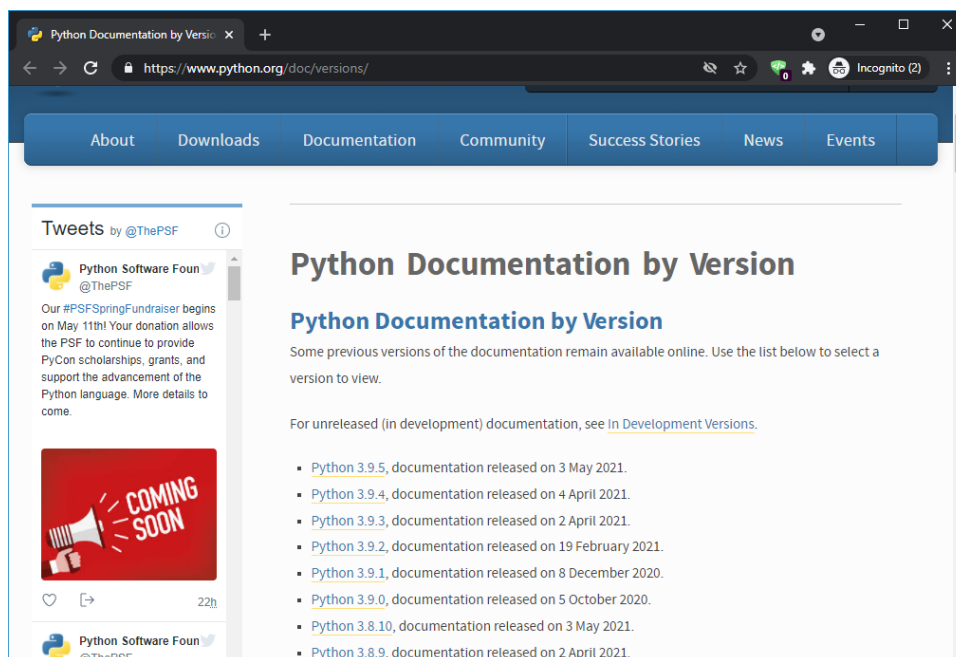 Python Documentation by Versio
https://www.python.org/doc/versions/
0
Incognito (2)
About Downloads Documentation Community Success Stories News Events
Tweets by @ThePSF
Python Software Foun
@ThePSF
Our #PSFSpringFundraiser begins
on May 11th! Your donation allows
the PSF to continue to provide
PyCon scholarships, grants, and
support the advancement of the
Python language. More details to
come.
COMING
SOON
22h
Python Software Foun
@ThePSF
Python Documentation by Version
Python Documentation by Version
Some previous versions of the documentation remain available online. Use the list below to select a
version to view.
For unreleased (in development) documentation, see In Development Versions.
Python 3.9.5, documentation released on 3 May 2021.
Python 3.9.4, documentation released on 4 April 2021.
Python 3.9.3, documentation released on 2 April 2021.
Python 3.9.2, documentation released on 19 February 2021.
Python 3.9.1, documentation released on 8 December 2020.
Python 3.9.0, documentation released on 5 October 2020.
Python 3.8.10, documentation released on 3 May 2021.
Python 3.8.9, documentation released on 2 April 2021.